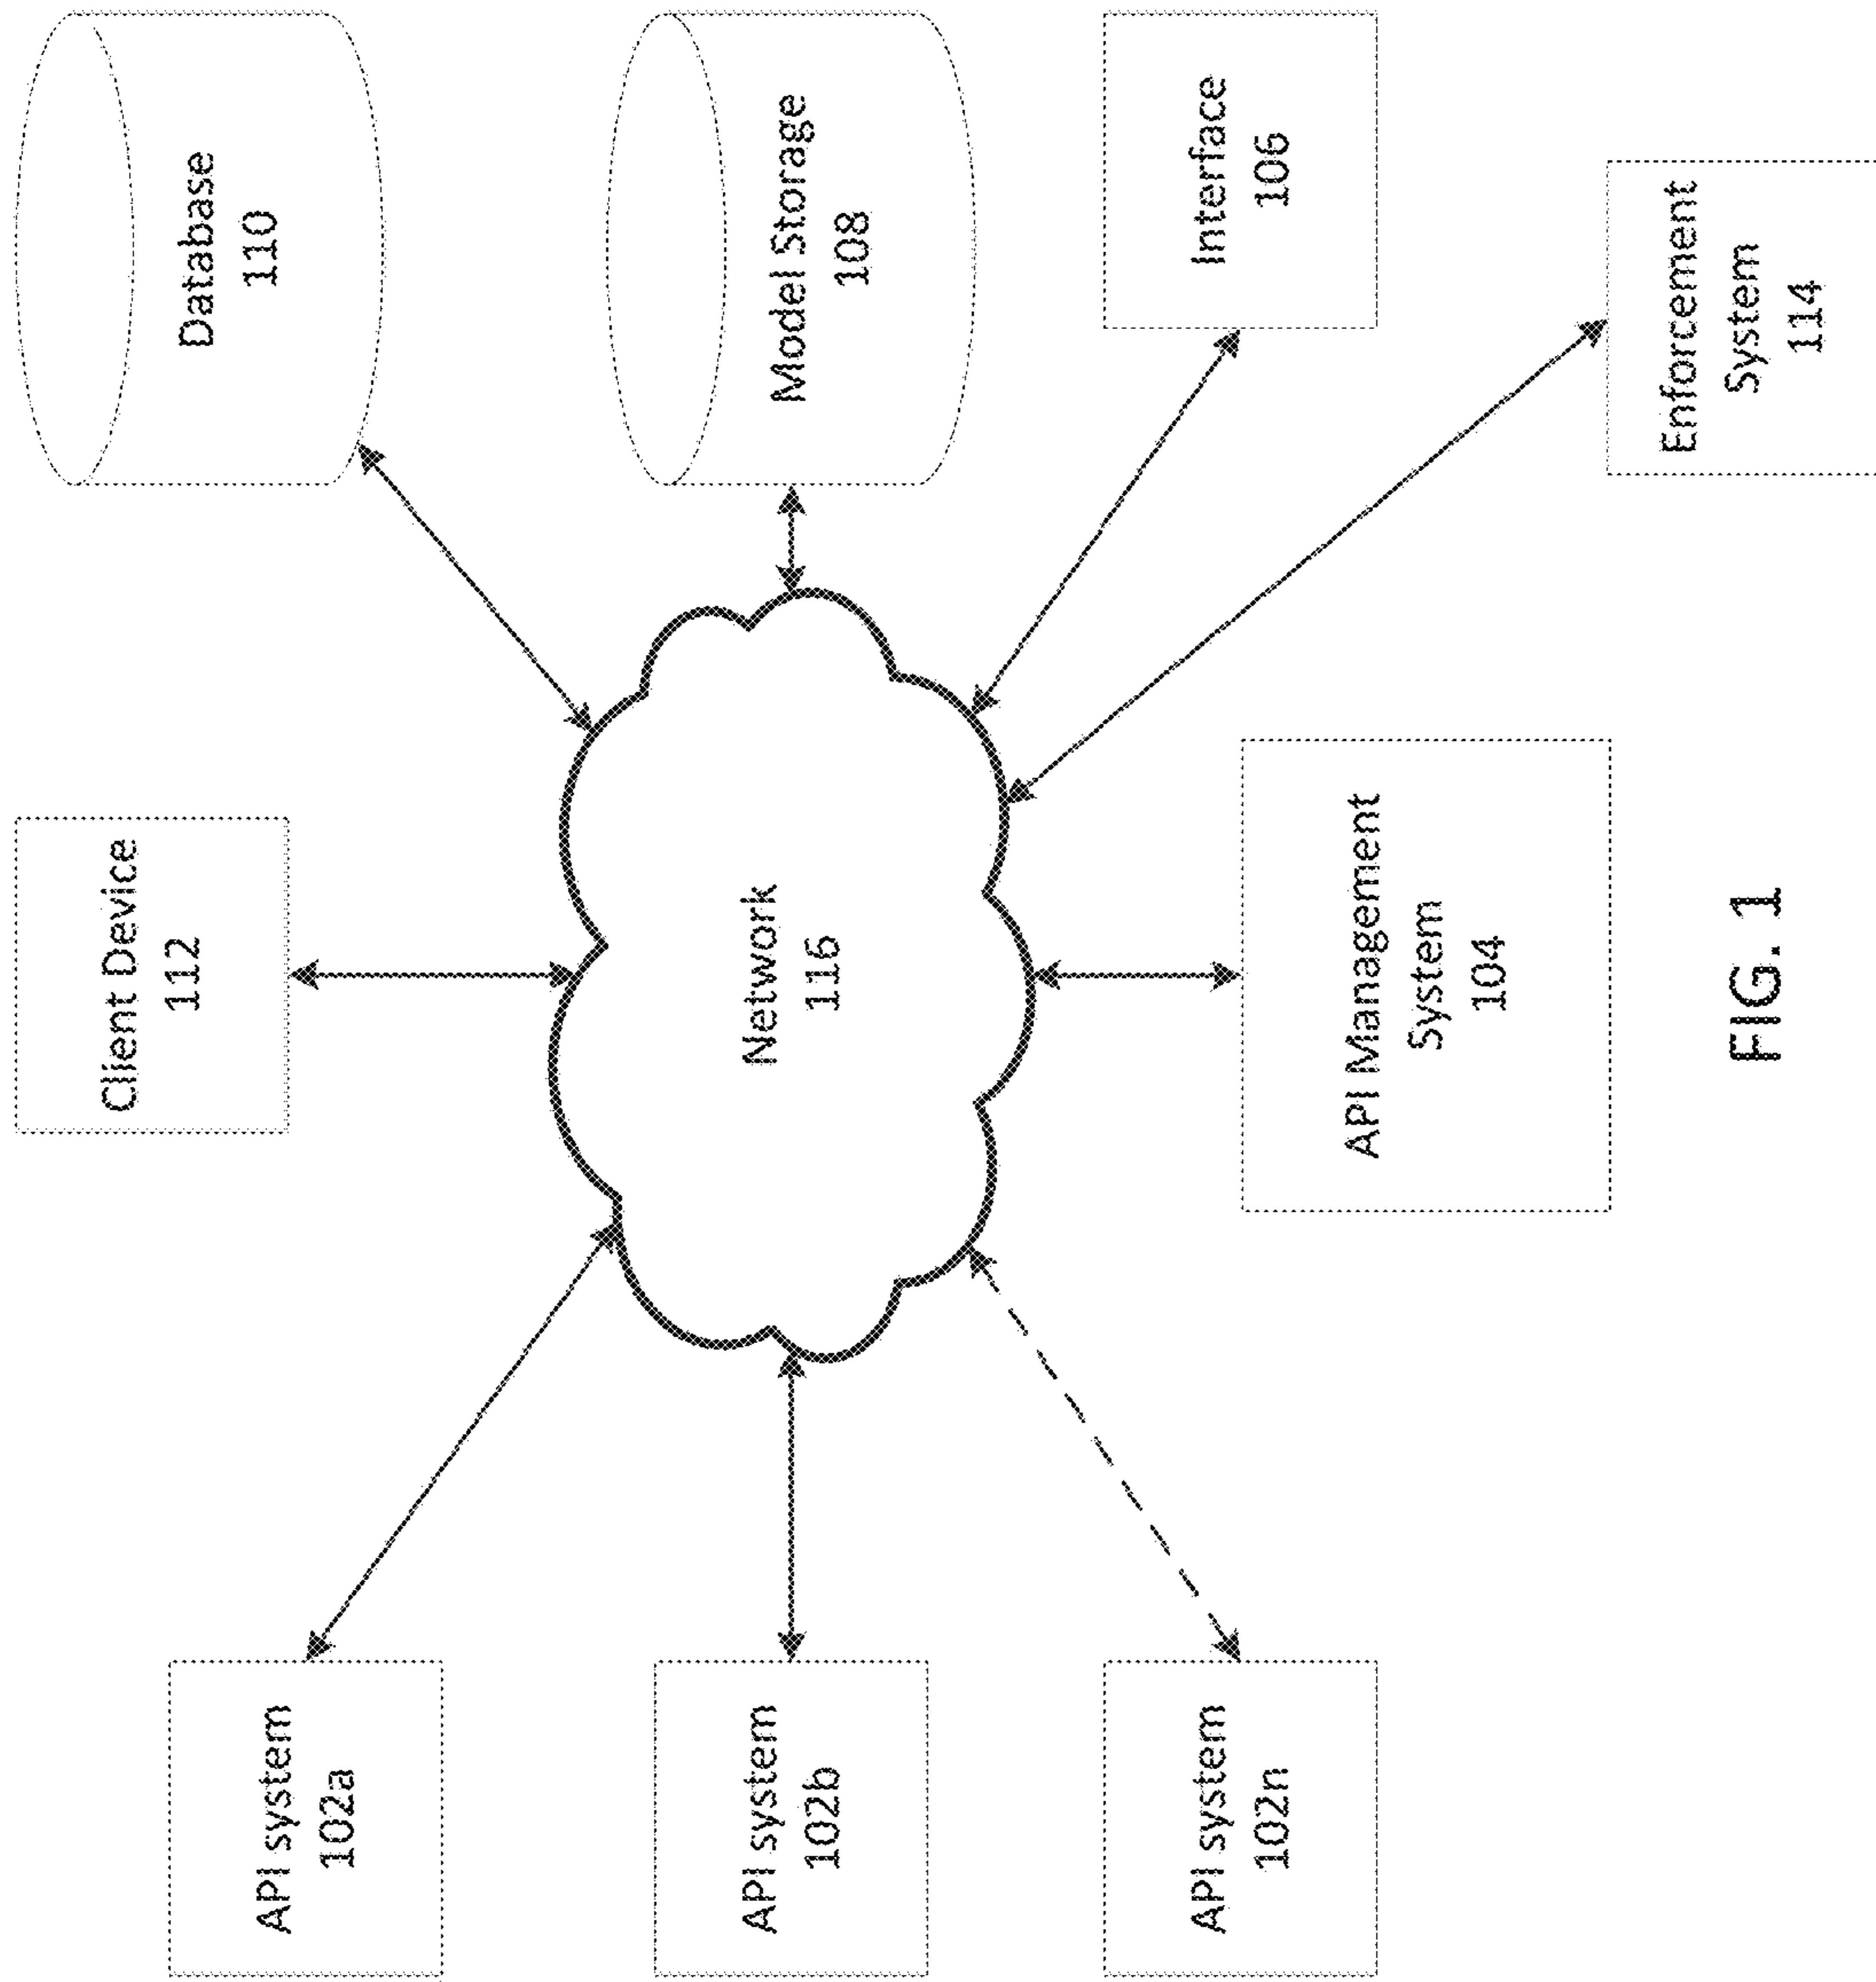 Client Device
112
Database
110
API system
102a
Network
116
Model Storage
108
API system
102b
Interface
106
API system
102n
API Management
System
104
Enforcement
System
114
FIG. 1